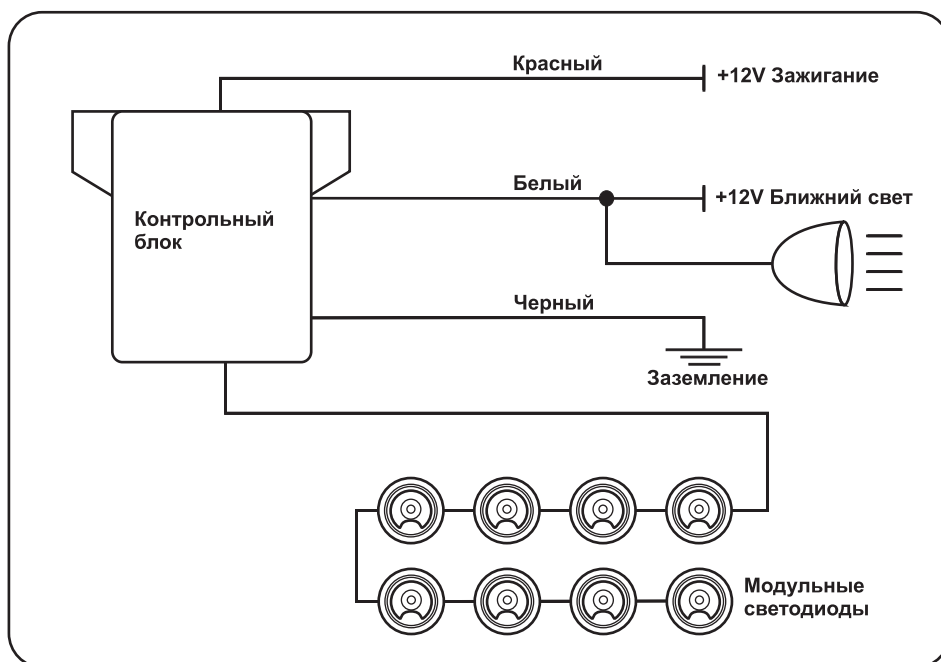 Красный
+12V Зажигание
Белый
+12V Ближний свет
Контрольный
блок
Черный
Заземление
Модульные
светодиоды